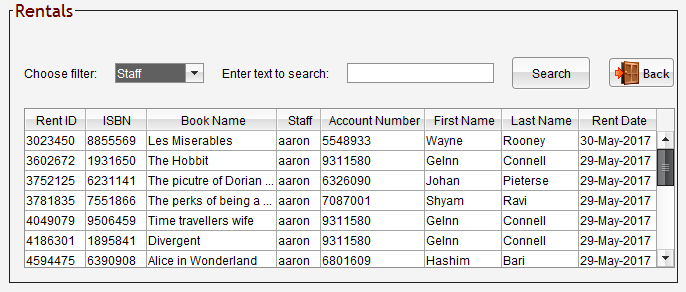 Rentals
Choose filter: Staff Enter text to search: Search Back
Rent ID ISBN Book Name Staff Account Number First Name Last Name Rent Date
3023450 8855569 Les Miserables aaron 5548933 Wayne Rooney 30-May-2017
3602672 1931650 The Hobbit aaron 9311580 Gelnn Connell 29-May-2017
3752125 6231141 The picutre of Dorian ... aaron 6326090 Johan Pieterse 29-May-2017
3781835 7551866 The perks of being a ... aaron 7087001 Shyam Ravi 29-May-2017
4049079 9506459 Time travellers wife aaron 9311580 Gelnn Connell 29-May-2017
4186301 1895841 Divergent aaron 9311580 Gelnn Connell 29-May-2017
4594475 6390908 Alice in Wonderland aaron 6801609 Hashim Bari 29-May-2017